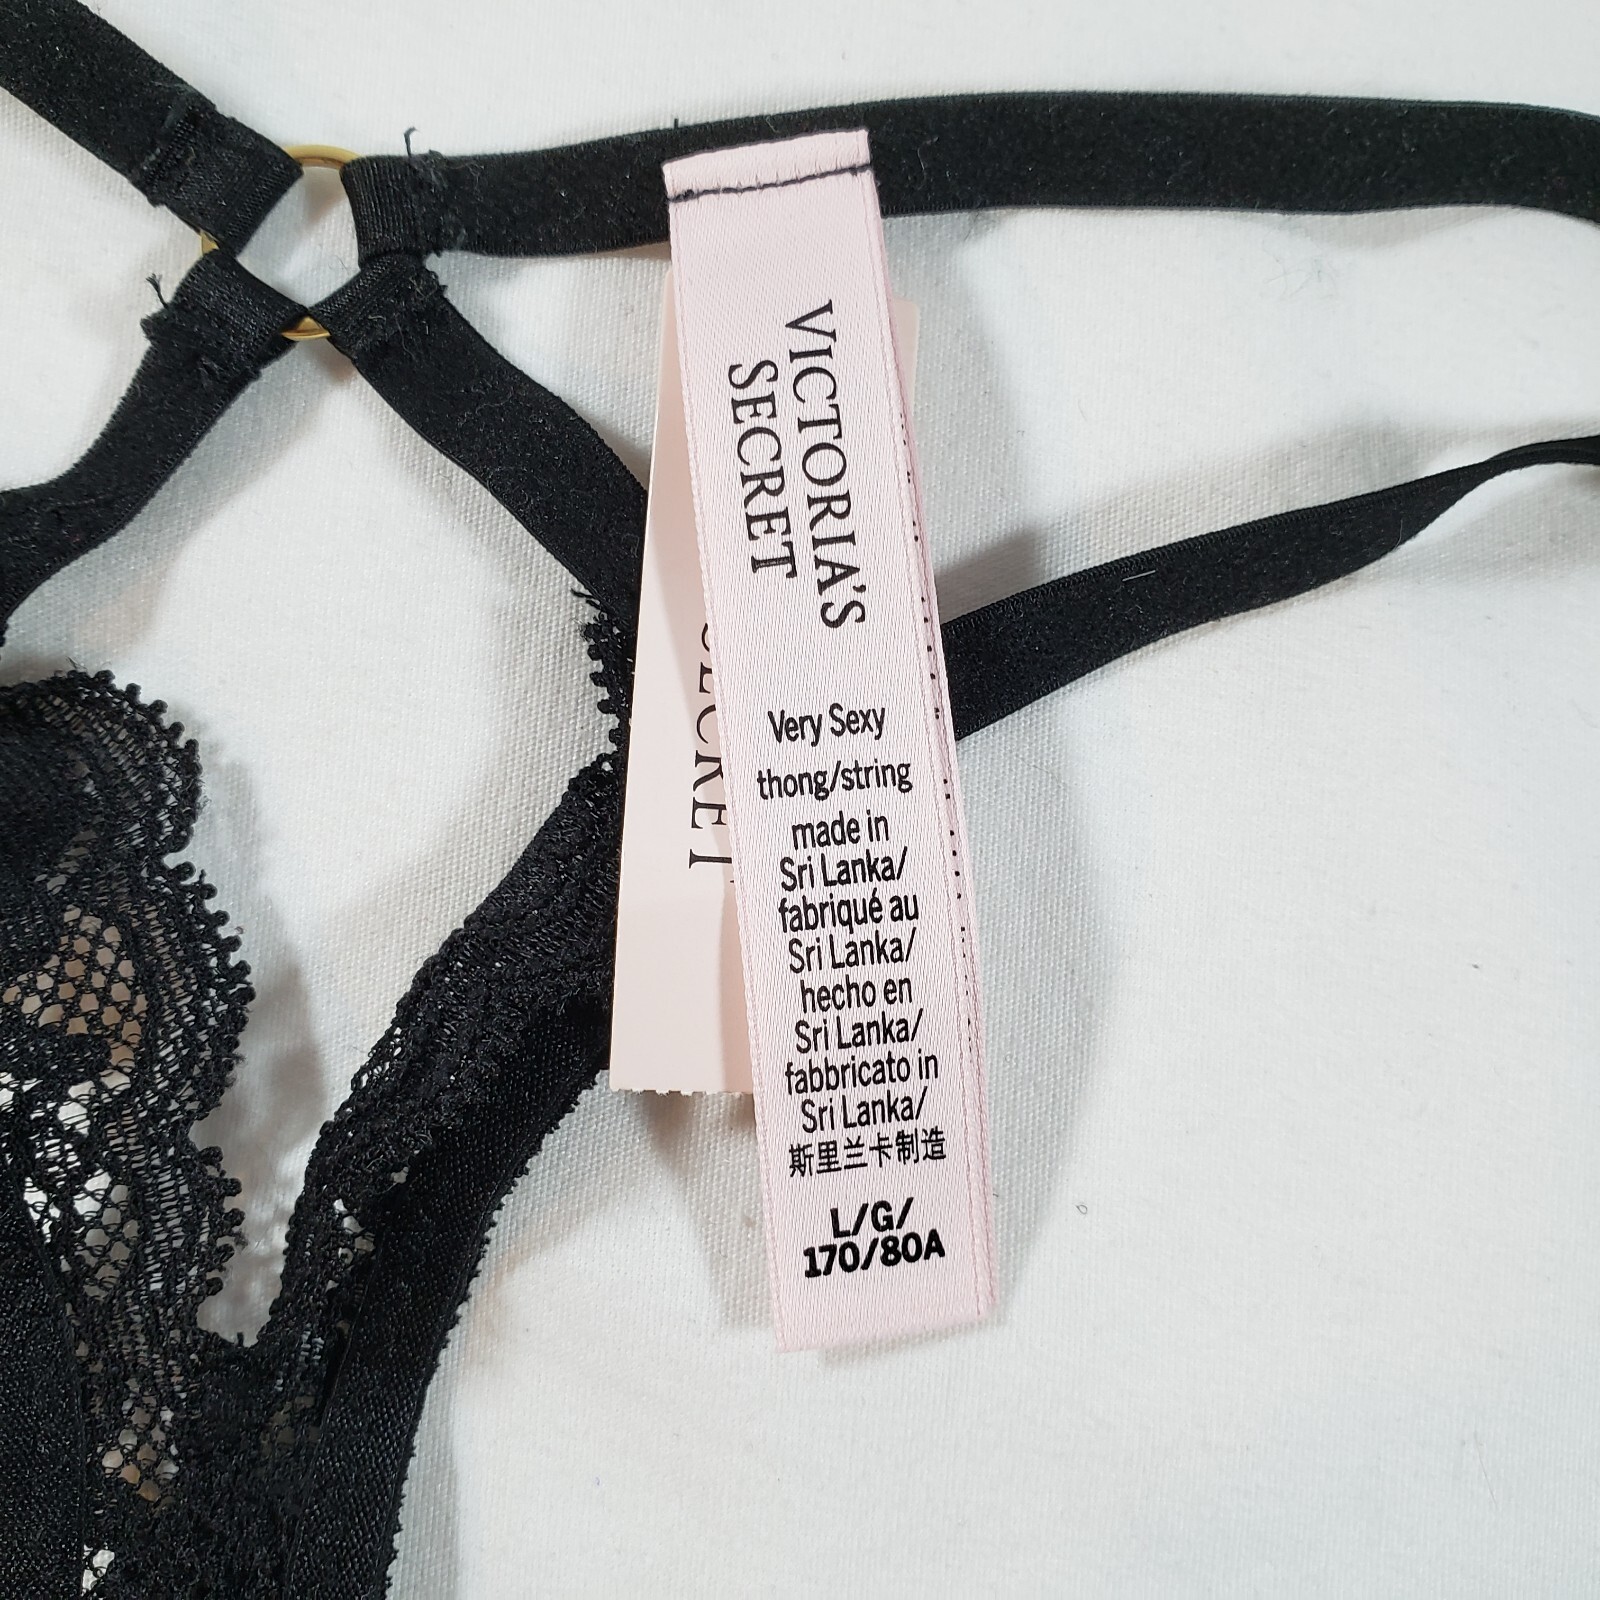 VICTORIA'S
SECRET
Very Sexy
thong/string
made in
Sri Lanka/
fabriqué au
Sri Lanka/
hecho en
Sri Lanka/
fabbricato in
Sri Lanka/
斯里兰卡制造
L/G/
170/80A
SECRET